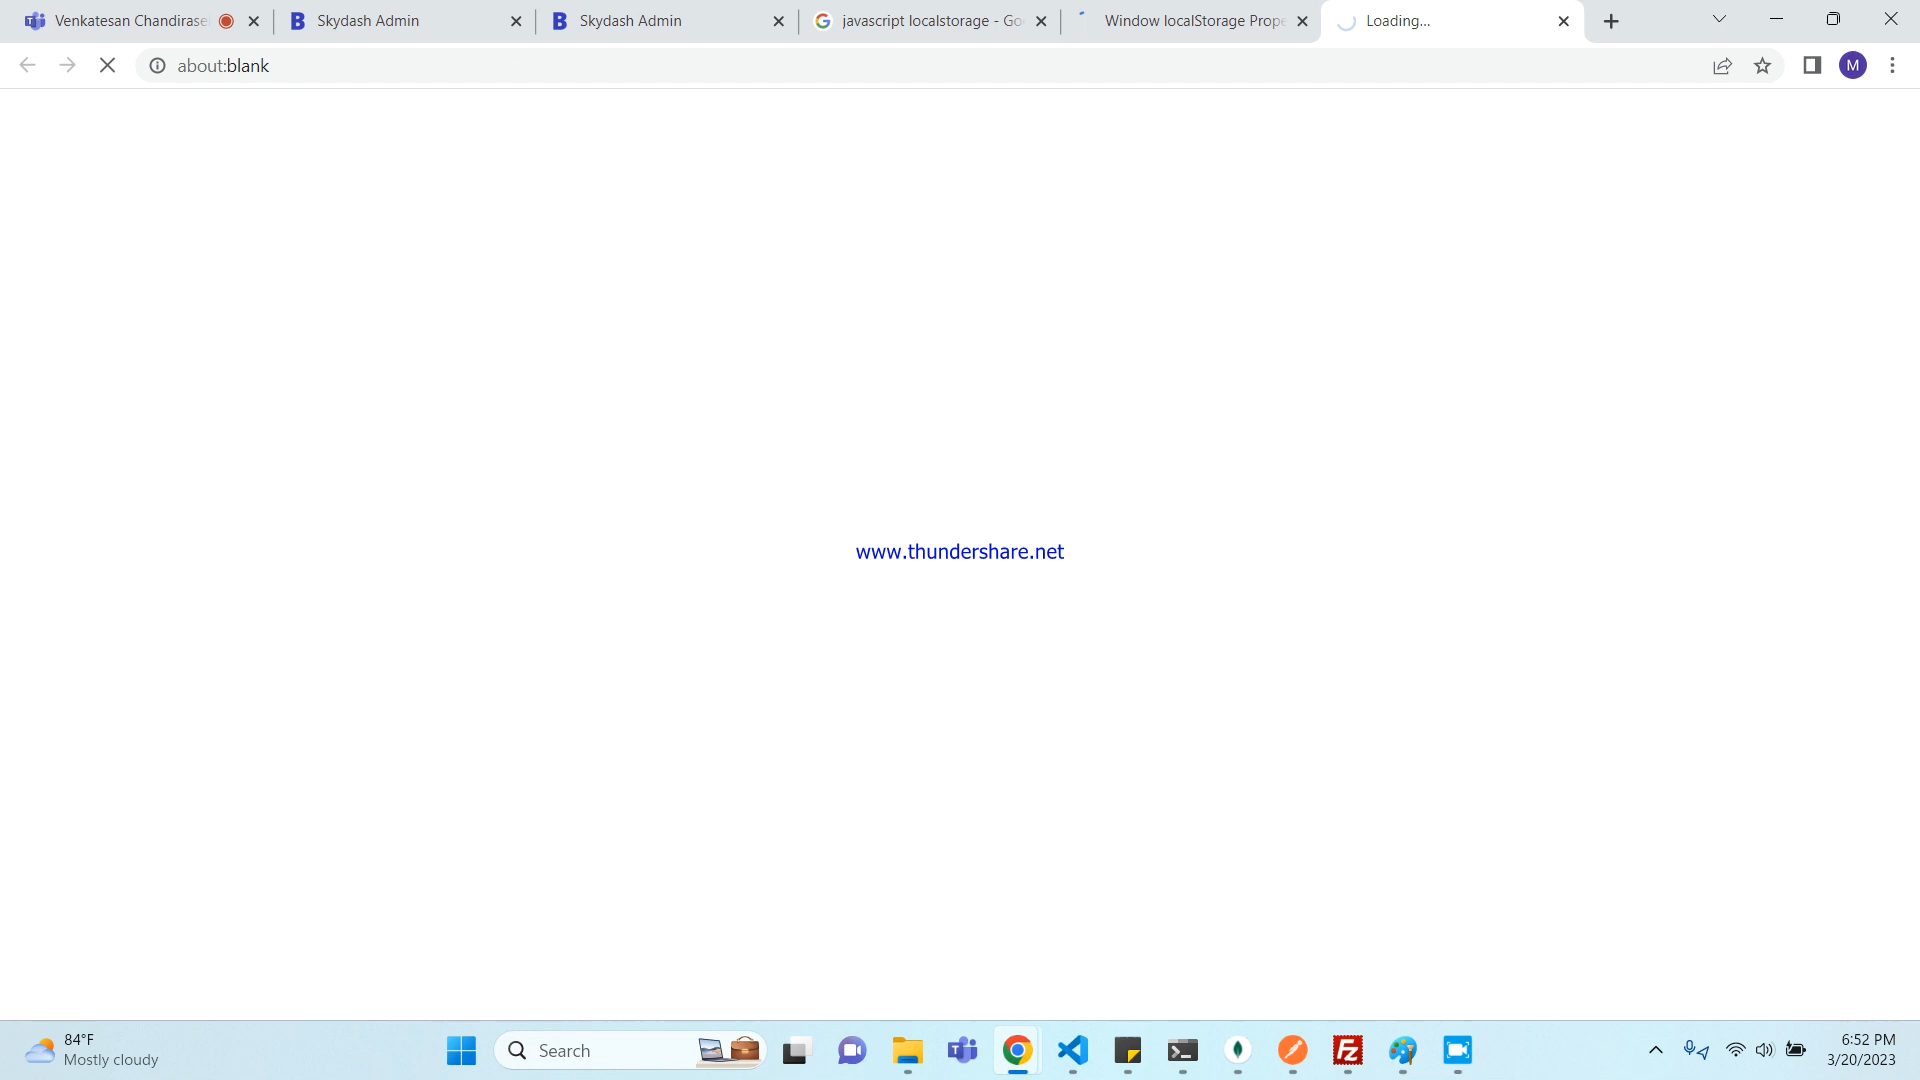 Venkatesan Chandirase
Skydash Admin
Skydash Admin
javascript localstorage - Go
Window localStorage Prope
Loading...
about:blank
M
www.thundershare.net
84°F
Mostly cloudy
Search
6:52 PM
3/20/2023